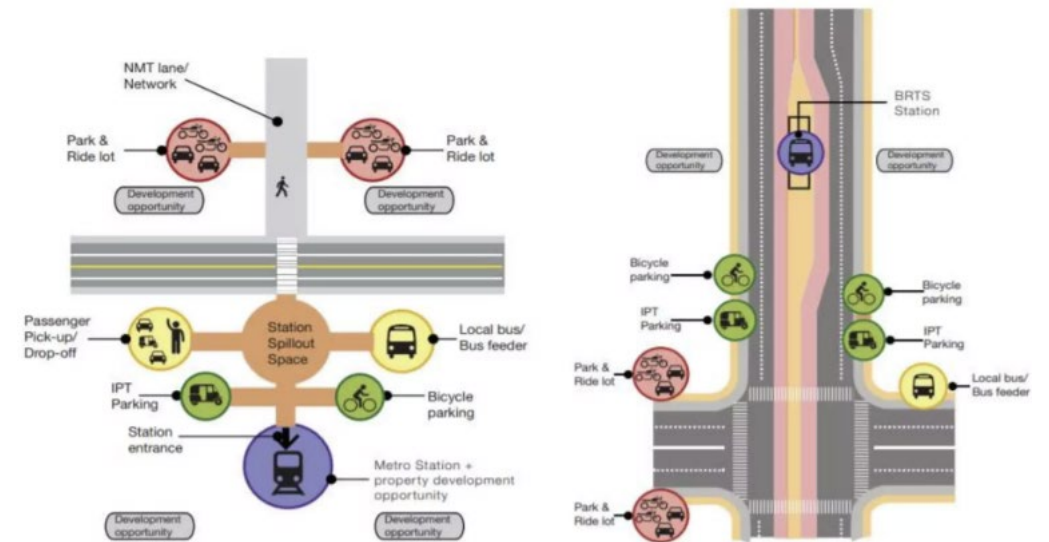 NMT lane/
Network
Park &
Ride lot
Park &
Ride lot
Development
opportunity
Development
opportunity
Passenger
Pick-up/
Drop-off
Station
Spillout
Space
Local bus/
Bus feeder
IPT
Parking
Bicycle
parking
Station
entrance
Metro Station +
property development
opportunity
Development
opportunity
Development
opportunity
BRTS
Station
Development
opportunity
Development
opportunity
Bicycle
parking
Bicycle
parking
IPT
Parking
IPT
Parking
Park &
Ride lot
Local bus/
Bus feeder
Park &
Ride lot